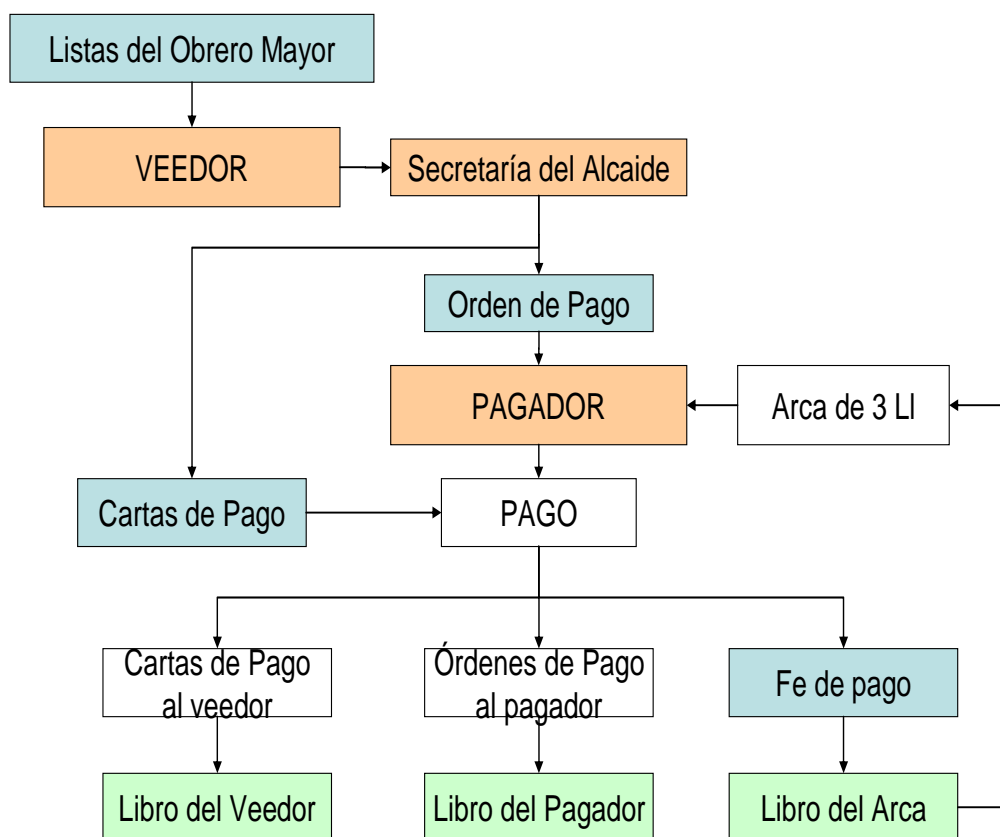 Listas del Obrero Mayor
VEEDOR
Secretaría del Alcaide
Orden de Pago
PAGADOR
Arca de 3 Ll
Cartas de Pago
PAGO
Cartas de Pago
al veedor
Órdenes de Pago
al pagador
Fe de pago
Libro del Veedor
Libro del Pagador
Libro del Arca